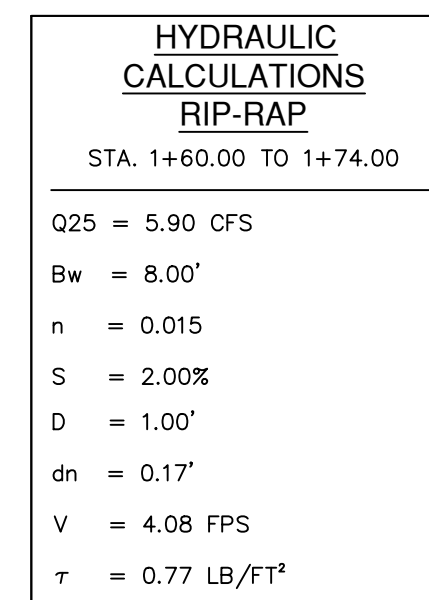 HYDRAULIC
CALCULATIONS
RIP-RAP
STA. 1+60.00 TO 1+74.00
Q25 = 5.90 CFS
Bw = 8.00'
n = 0.015
S = 2.00%
D = 1.00'
dn = 0.17'
V = 4.08 FPS
τ = 0.77 LB/FT²